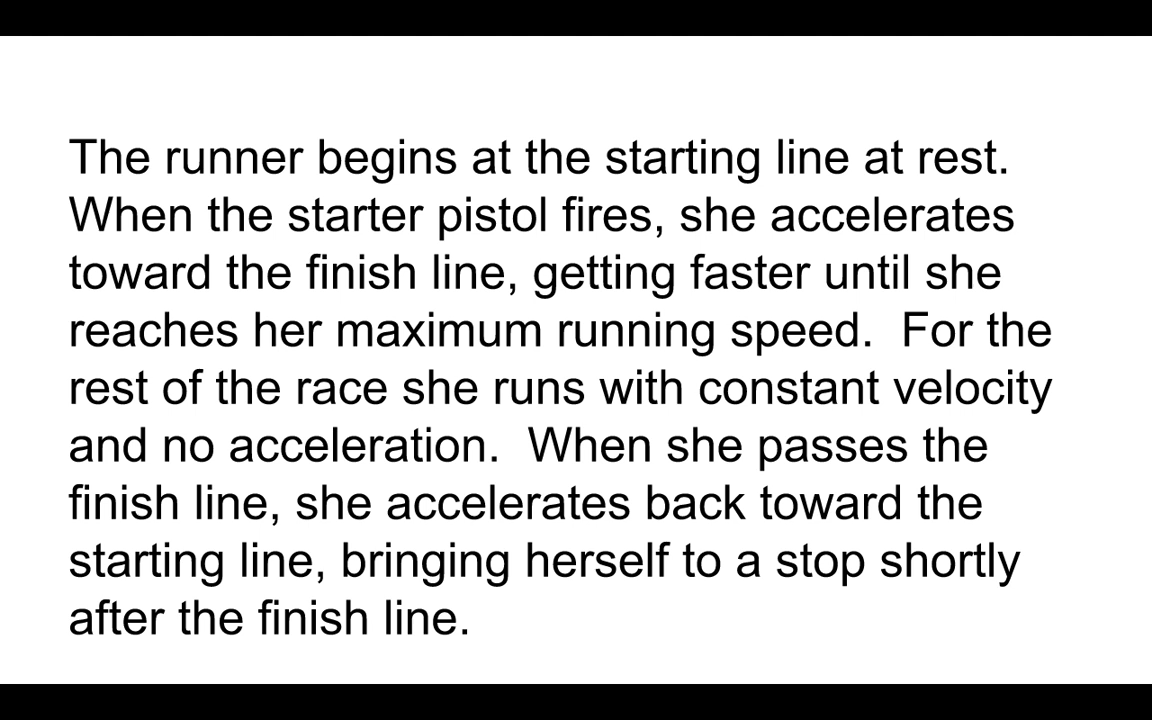 The runner begins at the starting line at rest.
When the starter pistol fires, she accelerates
toward the finish line, getting faster until she
reaches her maximum running speed.  For the
rest of the race she runs with constant velocity
and no acceleration.  When she passes the
finish line, she accelerates back toward the
starting line, bringing herself to a stop shortly
after the finish line.